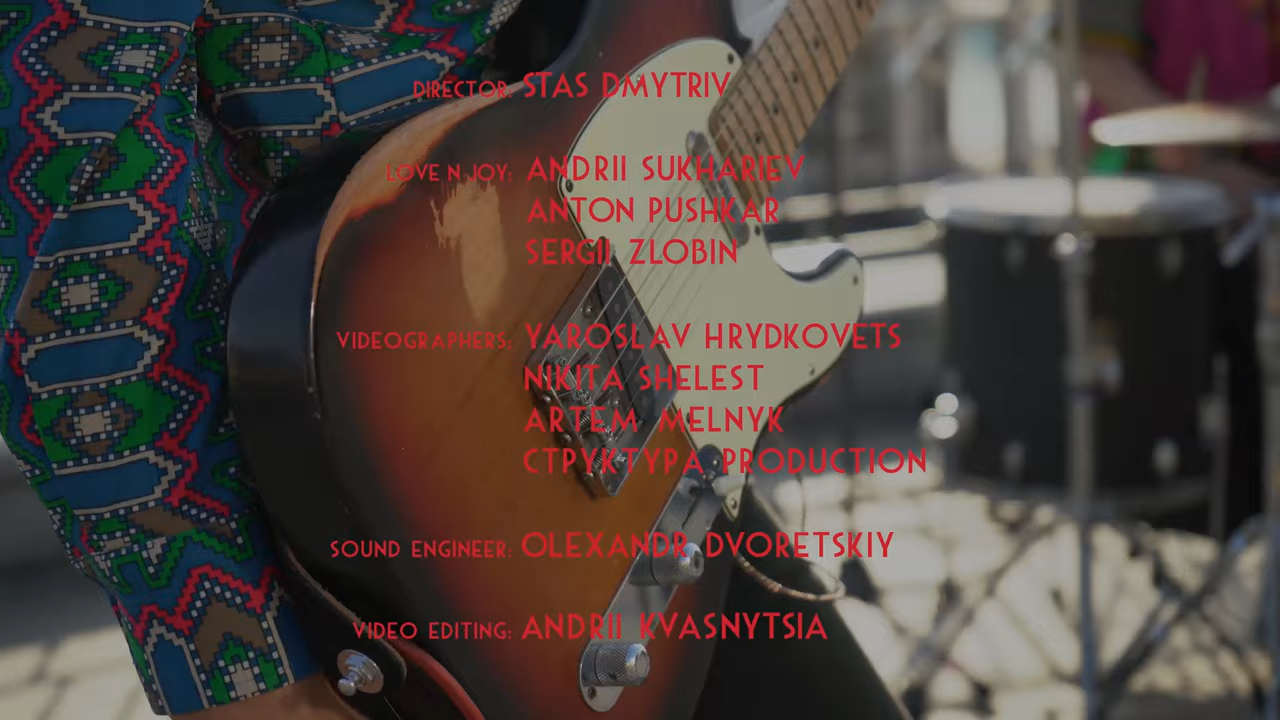 DIRECTOR: STAS DMYTRIV
LOVE N JOY: ANDRII SUKHARIEV
ANTON PUSHKAR
SERGII ZLOBIN
VIDEOGRAPHERS: YAROSLAV HRYDKOVETS
NIKITA SHELEST
ARTEM MELNYK
СТРУКТУРА PRODUCTION
SOUND ENGINEER: OLEXANDR DVORETSKIY
VIDEO EDITING: ANDRII KVASNYTSIA